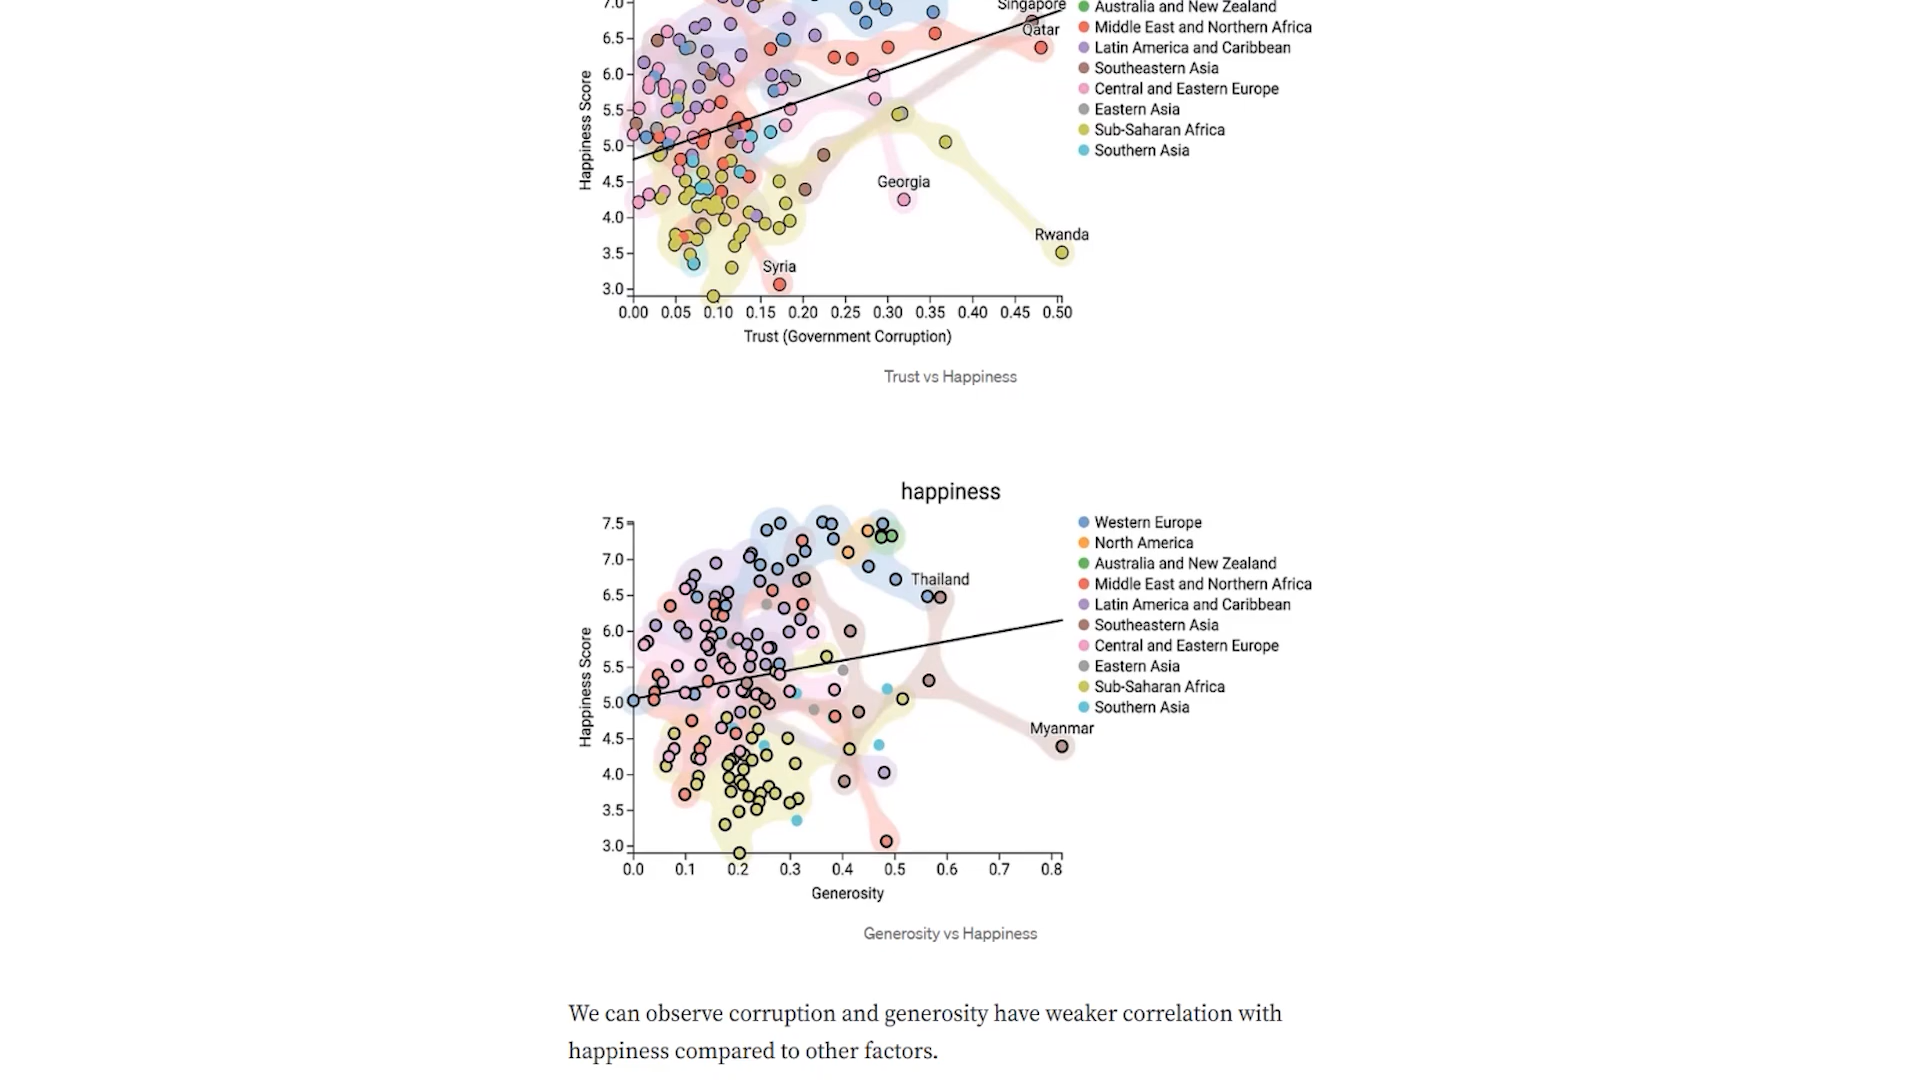 7.0
Singapore
Australia and New Zealand
Qatar
Middle East and Northern Africa
6.5
Latin America and Caribbean
6.0
Southeastern Asia
Central and Eastern Europe
5.5
Eastern Asia
Sub-Saharan Africa
5.0
Southern Asia
Happiness Score
4.5
Georgia
4.0
Rwanda
3.5
Syria
3.0
0.00 0.05 0.10 0.15 0.20 0.25 0.30 0.35 0.40 0.45 0.50
Trust (Government Corruption)
Trust vs Happiness
happiness
7.5
Western Europe
North America
7.0
Australia and New Zealand
Thailand
Middle East and Northern Africa
6.5
Latin America and Caribbean
6.0
Southeastern Asia
Central and Eastern Europe
5.5
Eastern Asia
Sub-Saharan Africa
5.0
Southern Asia
Happiness Score
Myanmar
4.5
4.0
3.5
3.0
0.0 0.1 0.2 0.3 0.4 0.5 0.6 0.7 0.8
Generosity
Generosity vs Happiness
We can observe corruption and generosity have weaker correlation with
happiness compared to other factors.